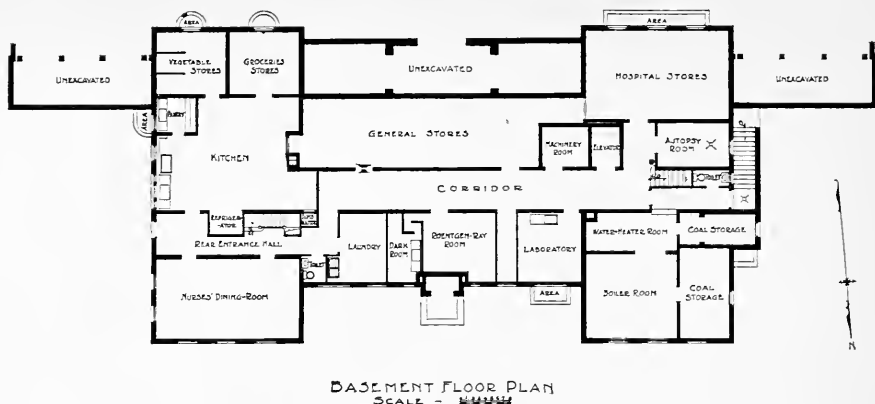 AREA
AREA
VEGETABLE
STORES
GROCERIES
STORES
UNEXCAVATED
UNEXCAVATED
HOSPITAL STORES
UNEXCAVATED
AREA
PANTRY
AREA
GENERAL STORES
KITCHEN
MACHINERY
ROOM
ELEVATOR
AUTOPSY
ROOM
CORRIDOR
TOILET
REFRIGER-
ATOR
REAR ENTRANCE HALL
LAUNDRY
DARK
ROOM
ROENTGEN-RAY
ROOM
LABORATORY
WATER-HEATER ROOM
COAL STORAGE
TOILET
NURSES' DINING-ROOM
AREA
BOILER ROOM
COAL
STORAGE
N
BASEMENT FLOOR PLAN
SCALE -